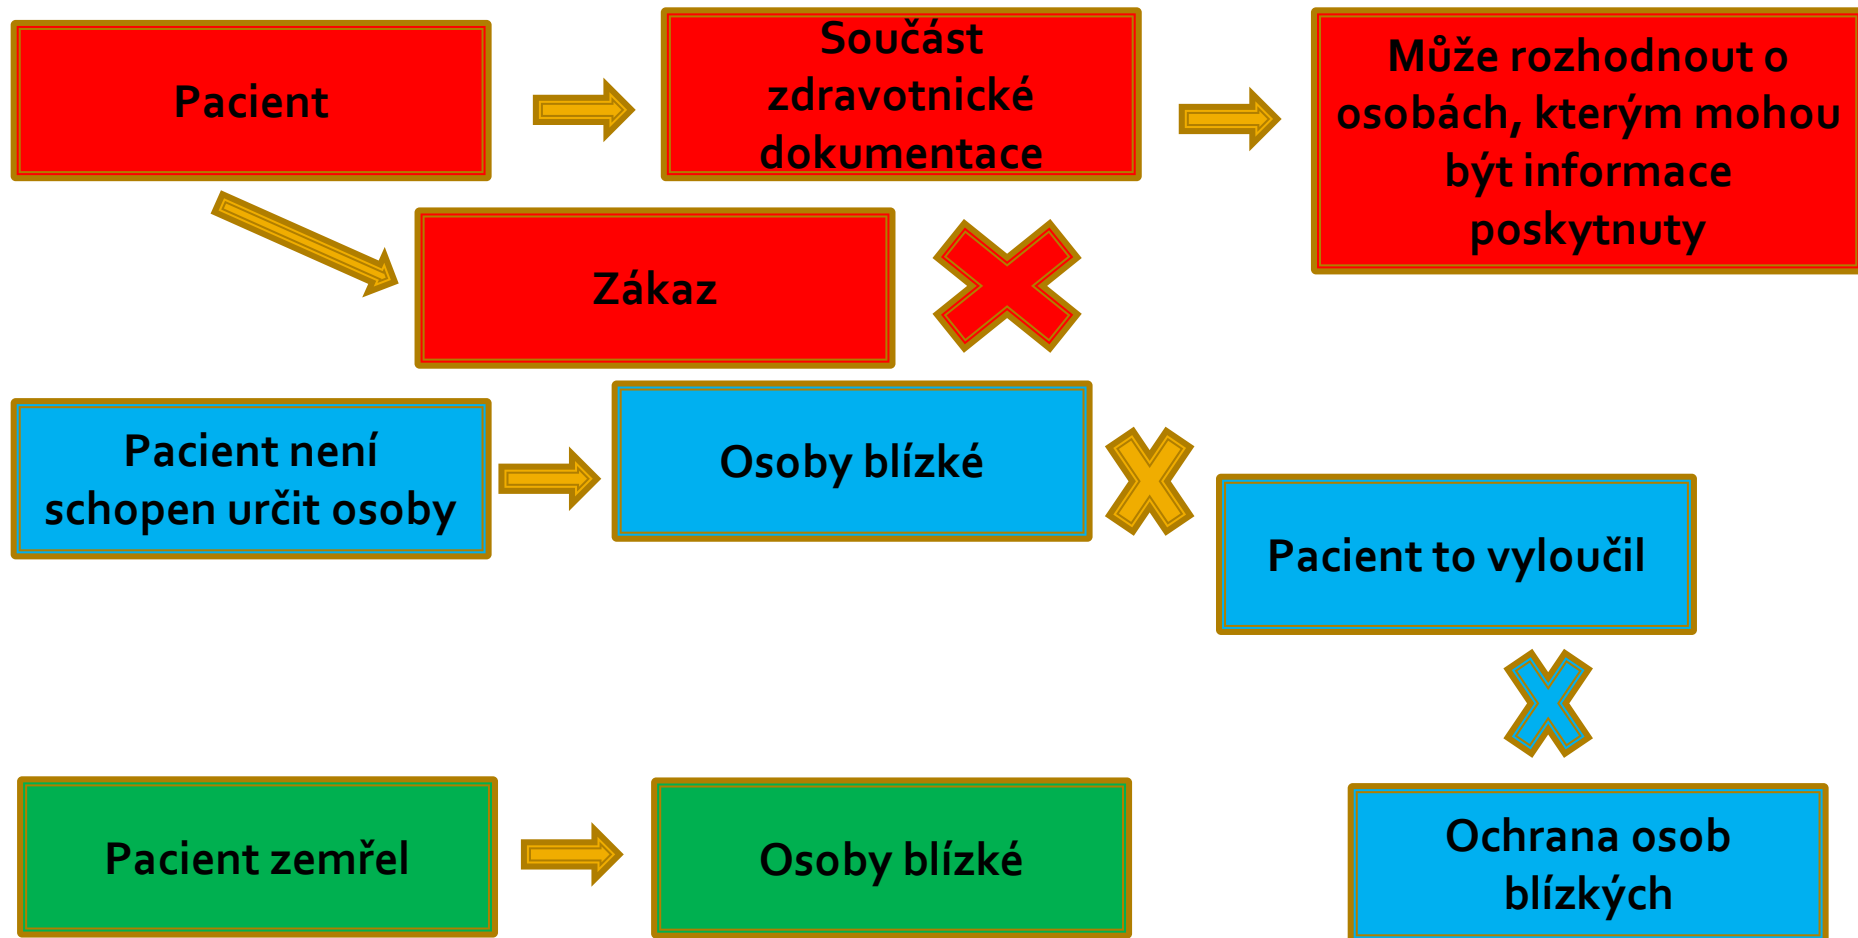 Pacient
Součást
zdravotnické
dokumentace
Může rozhodnout o
osobách, kterým mohou
být informace
poskytnuty
Zákaz
Pacient není
schopen určit osoby
Osoby blízké
Pacient to vyloučil
Pacient zemřel
Osoby blízké
Ochrana osob
blízkých